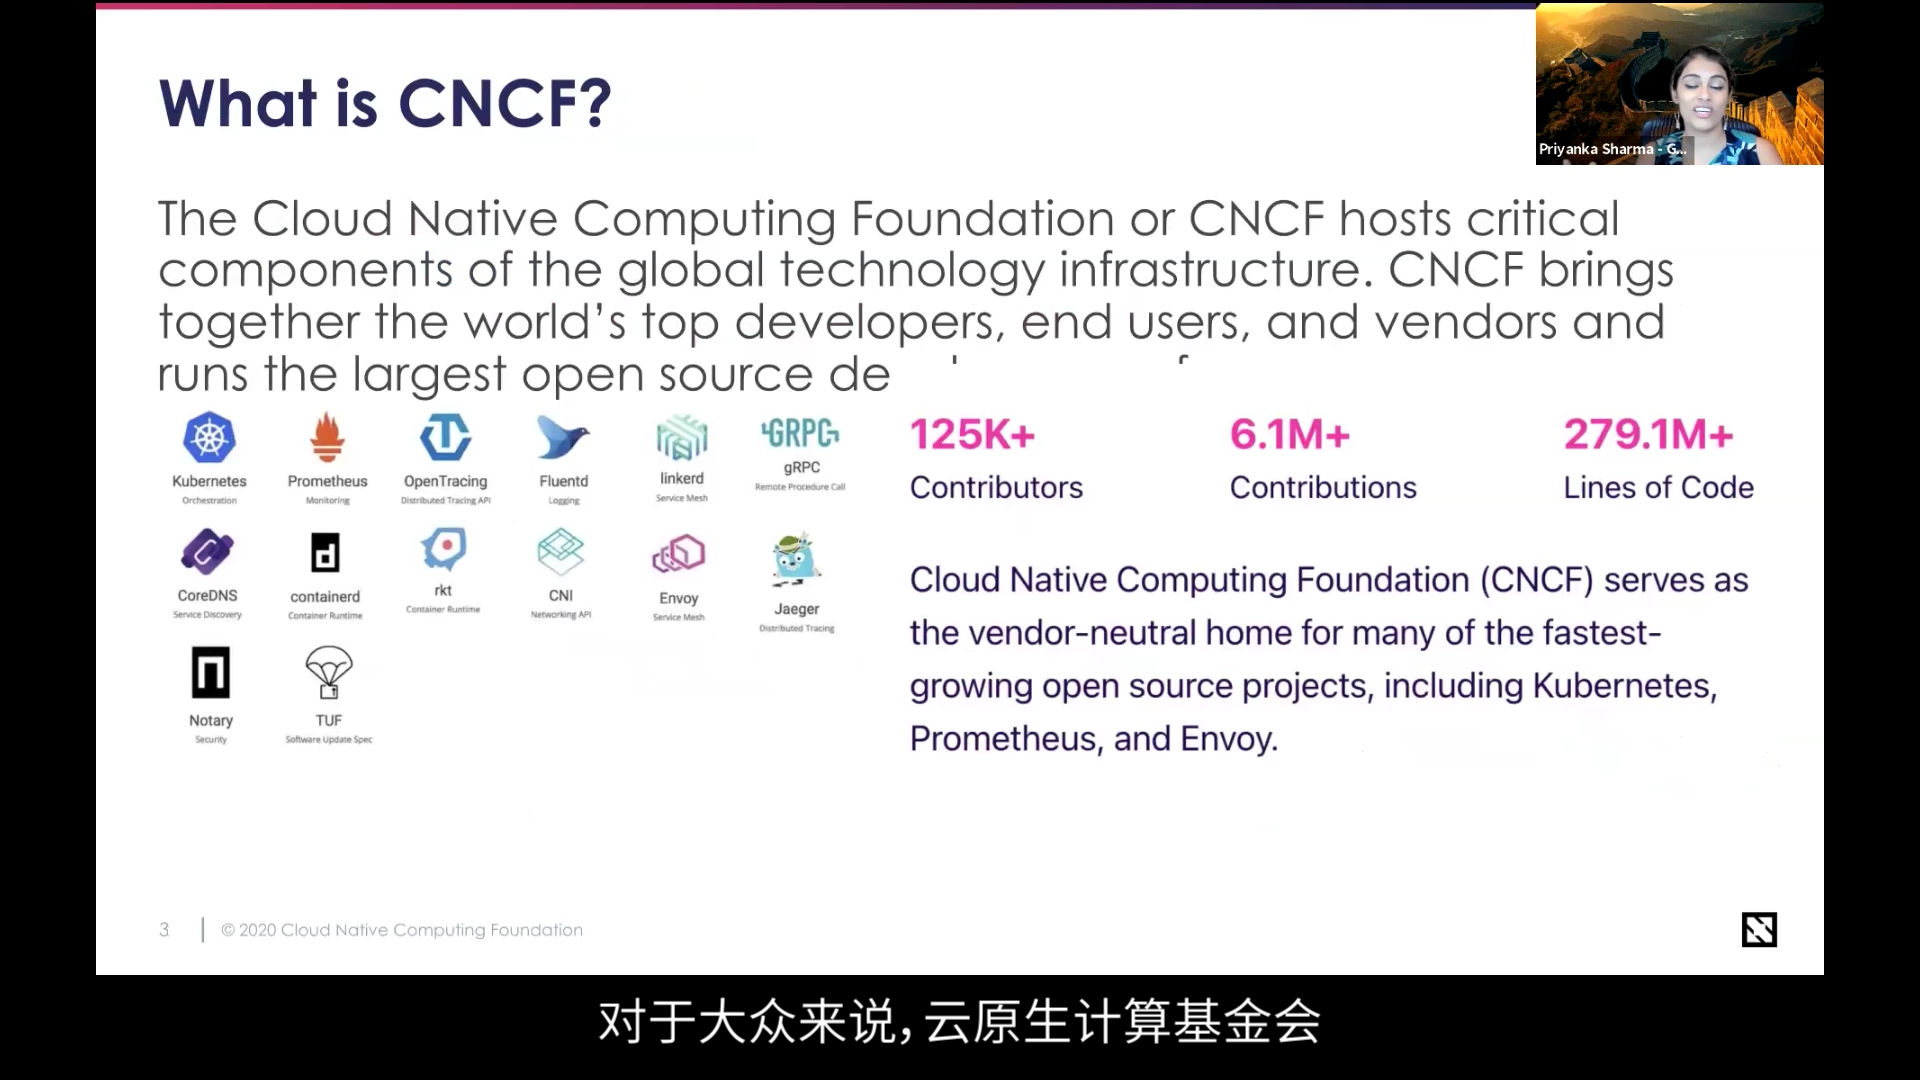 What is CNCF?
Priyanka Sharma - G...
The Cloud Native Computing Foundation or CNCF hosts critical
components of the global technology infrastructure. CNCF brings
together the world's top developers, end users, and vendors and
runs the largest open source de
Kubernetes
Orchestration
Prometheus
Monitoring
OpenTracing
Distributed Tracing API
Fluentd
Logging
linkerd
Service Mesh
GRPC
gRPC
Remote Procedure Call
CoreDNS
Service Discovery
d
containerd
Container Runtime
rkt
Container Runtime
CNI
Networking API
Envoy
Service Mesh
Jaeger
Distributed Tracing
n
Notary
Security
TUF
Software Update Spec
125K+
Contributors
6.1M+
Contributions
279.1M+
Lines of Code
Cloud Native Computing Foundation (CNCF) serves as
the vendor-neutral home for many of the fastest-
growing open source projects, including Kubernetes,
Prometheus, and Envoy.
3
© 2020 Cloud Native Computing Foundation
对于大众来说，云原生计算基金会